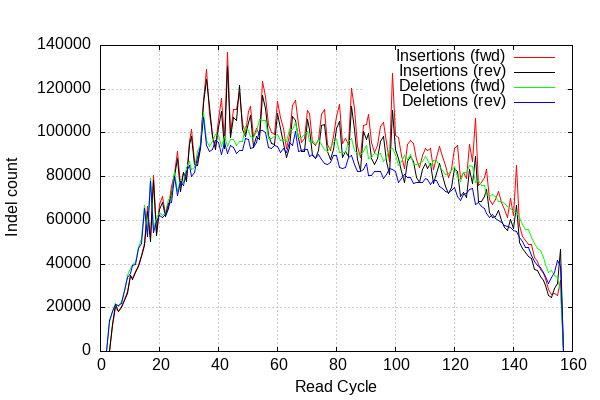 140000
120000
100000
80000
60000
40000
20000
0
Indel count
Insertions (fwd)
Insertions (rev)
Deletions (fwd)
Deletions (rev)
0 20 40 60 80 100 120 140 160
Read Cycle